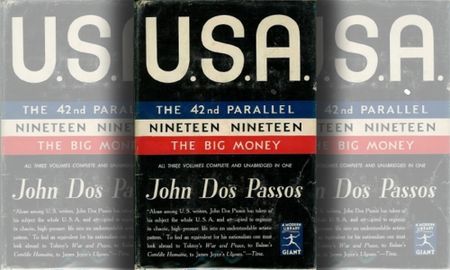 U.S.A.
THE 42nd PARALLEL
NINETEEN NINETEEN
THE BIG MONEY
ALL THREE VOLUMES COMPLETE AND UNABRIDGED IN ONE
John Dos Passos
"Alone among U. S. writers, John Dos Passos has taken as
his subject the whole U. S. A. and attempted to organize
its chaotic, high-pressure life into an understandable artistic
pattern. To find an equivalent for his nationalism one must
look abroad to Tolstoy's War and Peace, to Balzac's
Comédie Humaine, to James Joyce's Ulysses."—Time.
A MODERN
LIBRARY
GIANT